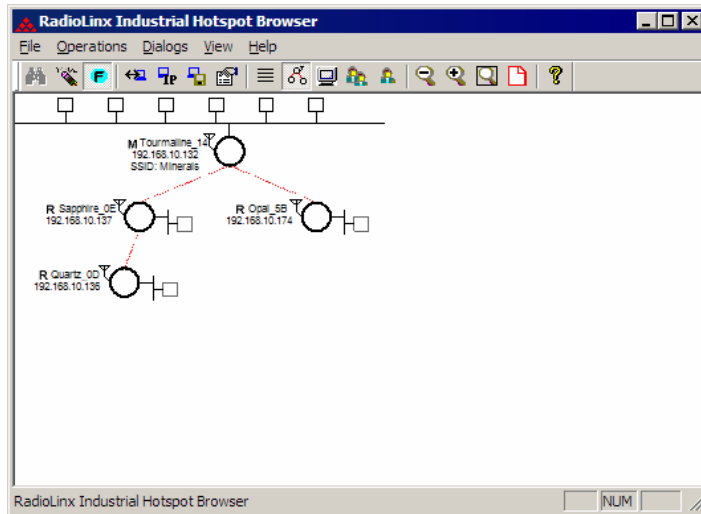 RadioLinx Industrial Hotspot Browser
File Operations Dialogs View Help
F IP ?
M Tourmaline_14
192.168.10.132
SSID: Minerals
R Sapphire_0E
192.168.10.137
R Opal_5B
192.168.10.174
R Quartz_0D
192.168.10.136
RadioLinx Industrial Hotspot Browser
NUM